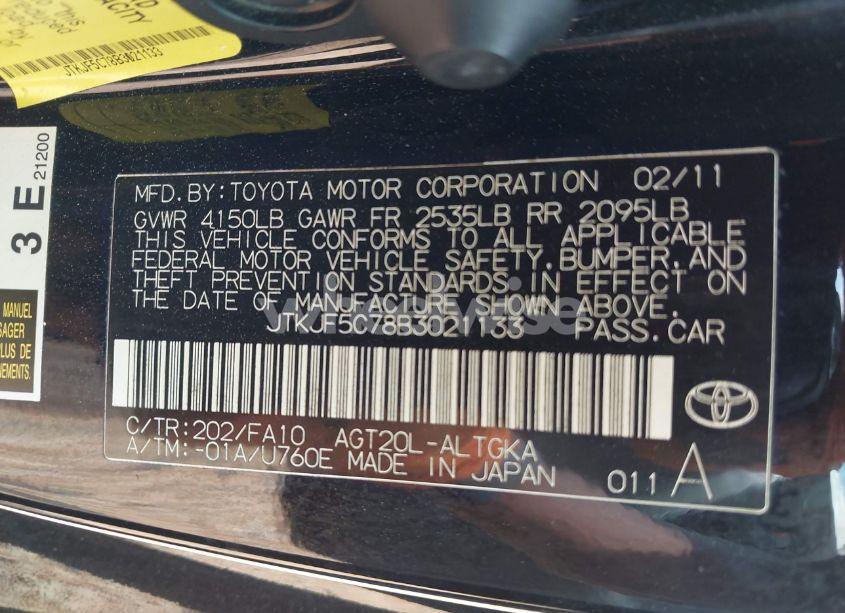 ACITY
JTKJF5C78B3021133
3 E 21200
MANUEL
MFD.BY:TOYOTA MOTOR CORPORATION 02/11
GVWR 4150LB GAWR FR 2535LB RR 2095LB
THIS VEHICLE CONFORMS TO ALL APPLICABLE
FEDERAL MOTOR VEHICLE SAFETY,BUMPER,AND
THEFT PREVENTION STANDARDS IN EFFECT ON
THE DATE OF MANUFACTURE SHOWN ABOVE.
JTKJF5C78B3021133 PASS.CAR
C/TR:202/FA10 AGT20L-ALTGKA
A/TM:-01A/U760E MADE IN JAPAN
011 A